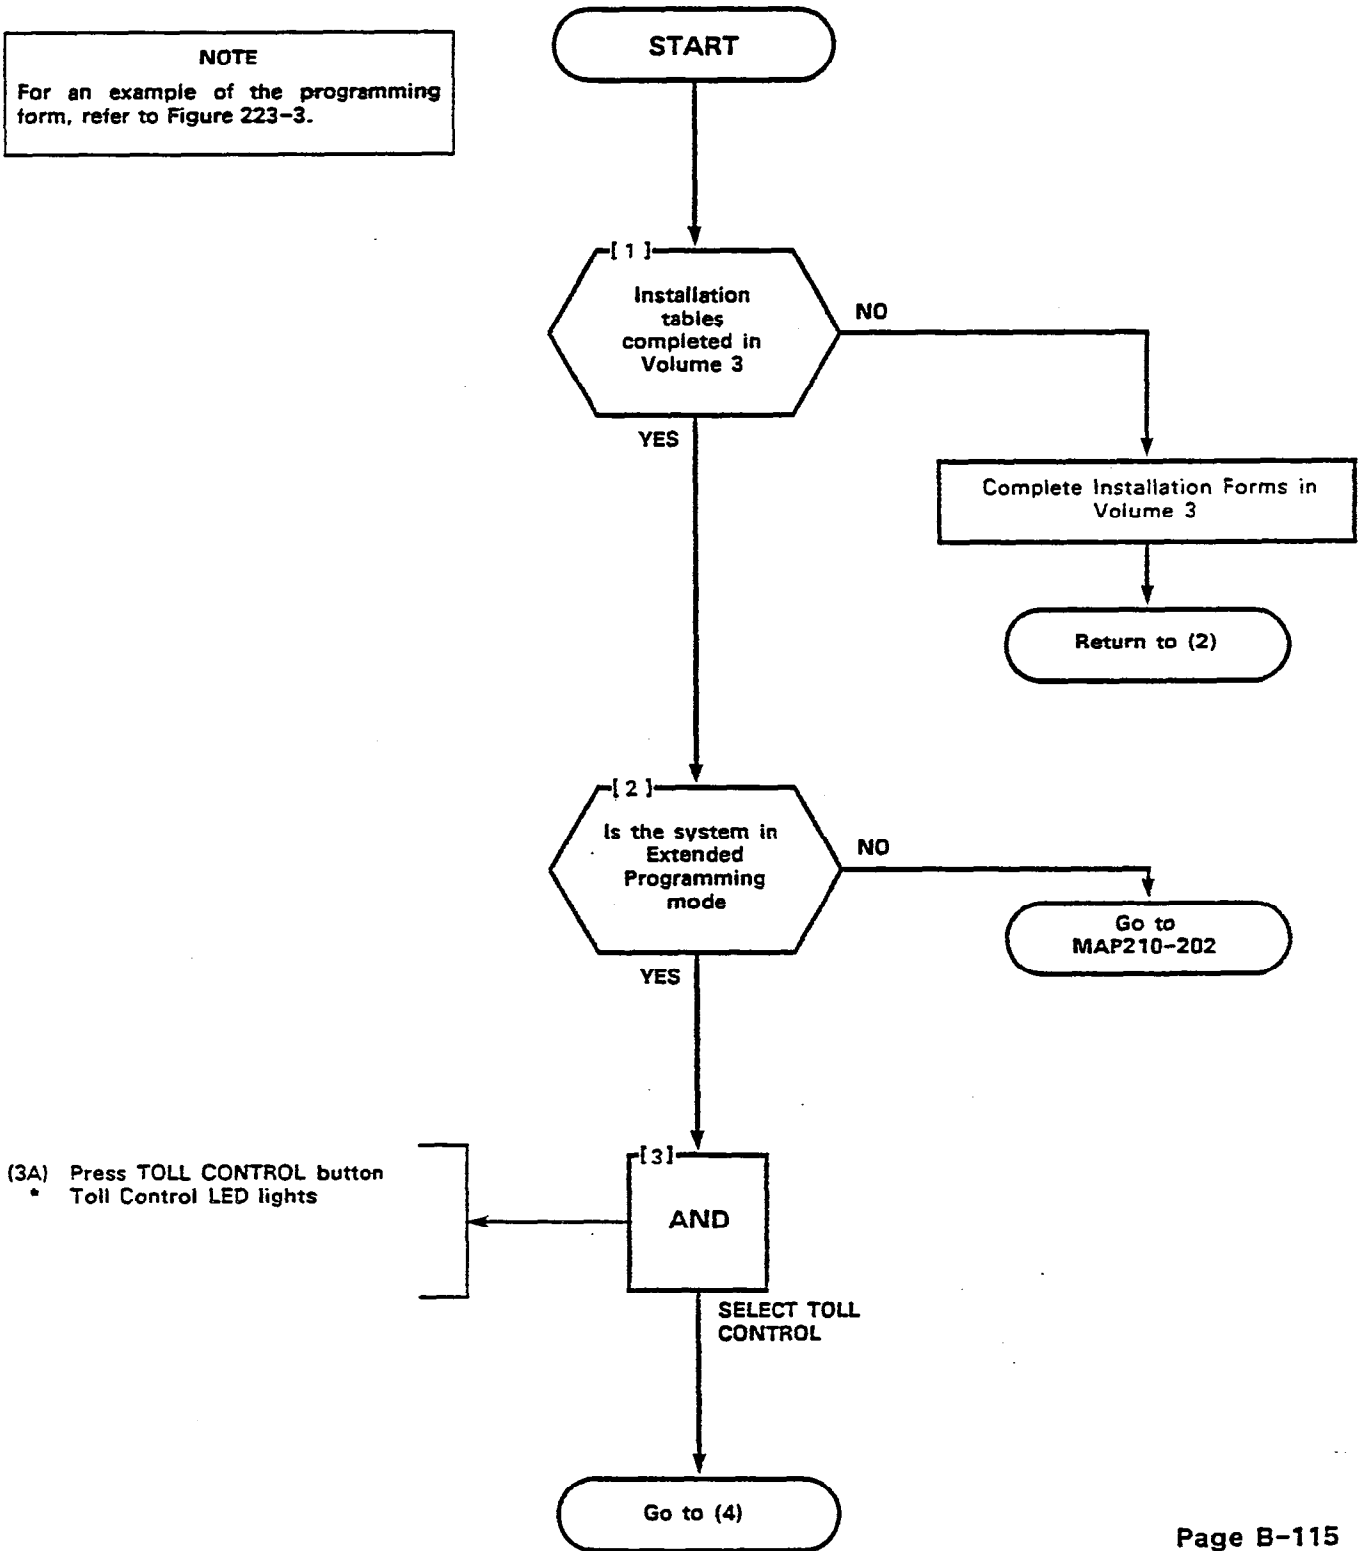 NOTE
For an example of the programming
form, refer to Figure 223-3.
START
[ 1 ]
Installation
tables
completed in
Volume 3
NO
YES
Complete Installation Forms in
Volume 3
Return to (2)
[ 2 ]
Is the system in
Extended
Programming
mode
NO
YES
Go to
MAP210-202
[3]
AND
(3A) Press TOLL CONTROL button
* Toll Control LED lights
SELECT TOLL
CONTROL
Go to (4)
Page B-115